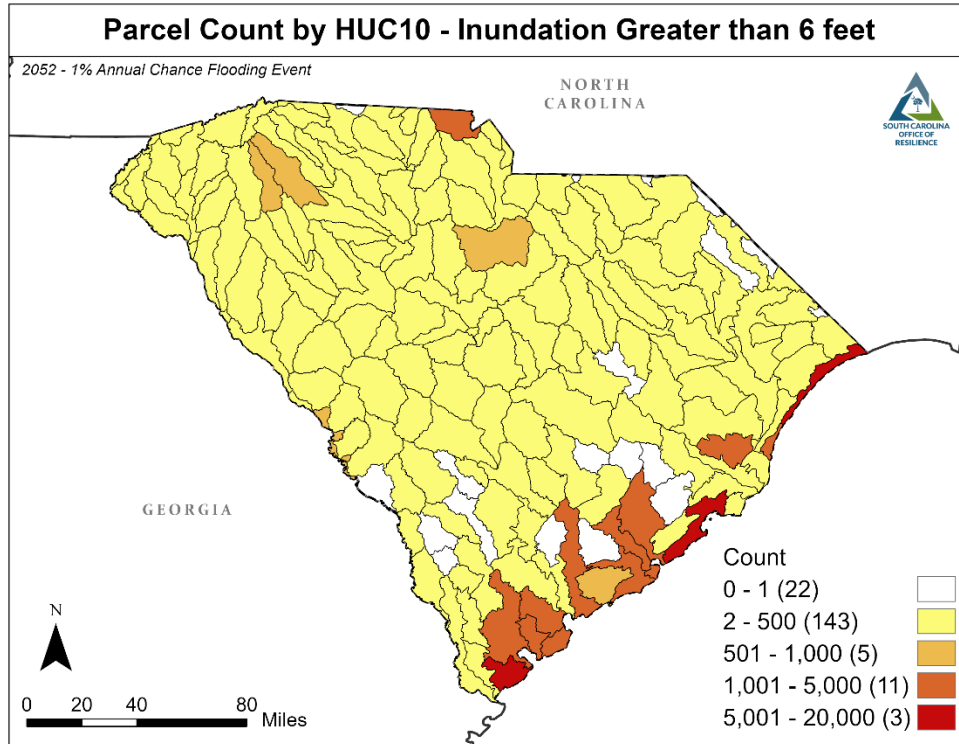 Parcel Count by HUC10 - Inundation Greater than 6 feet
2052 - 1% Annual Chance Flooding Event
NORTH
CAROLINA
SOUTH CAROLINA
OFFICE OF
RESILIENCE
GEORGIA
Count
0 - 1 (22)
2 - 500 (143)
501 - 1,000 (5)
1,001 - 5,000 (11)
5,001 - 20,000 (3)
N
0 20 40 80
Miles